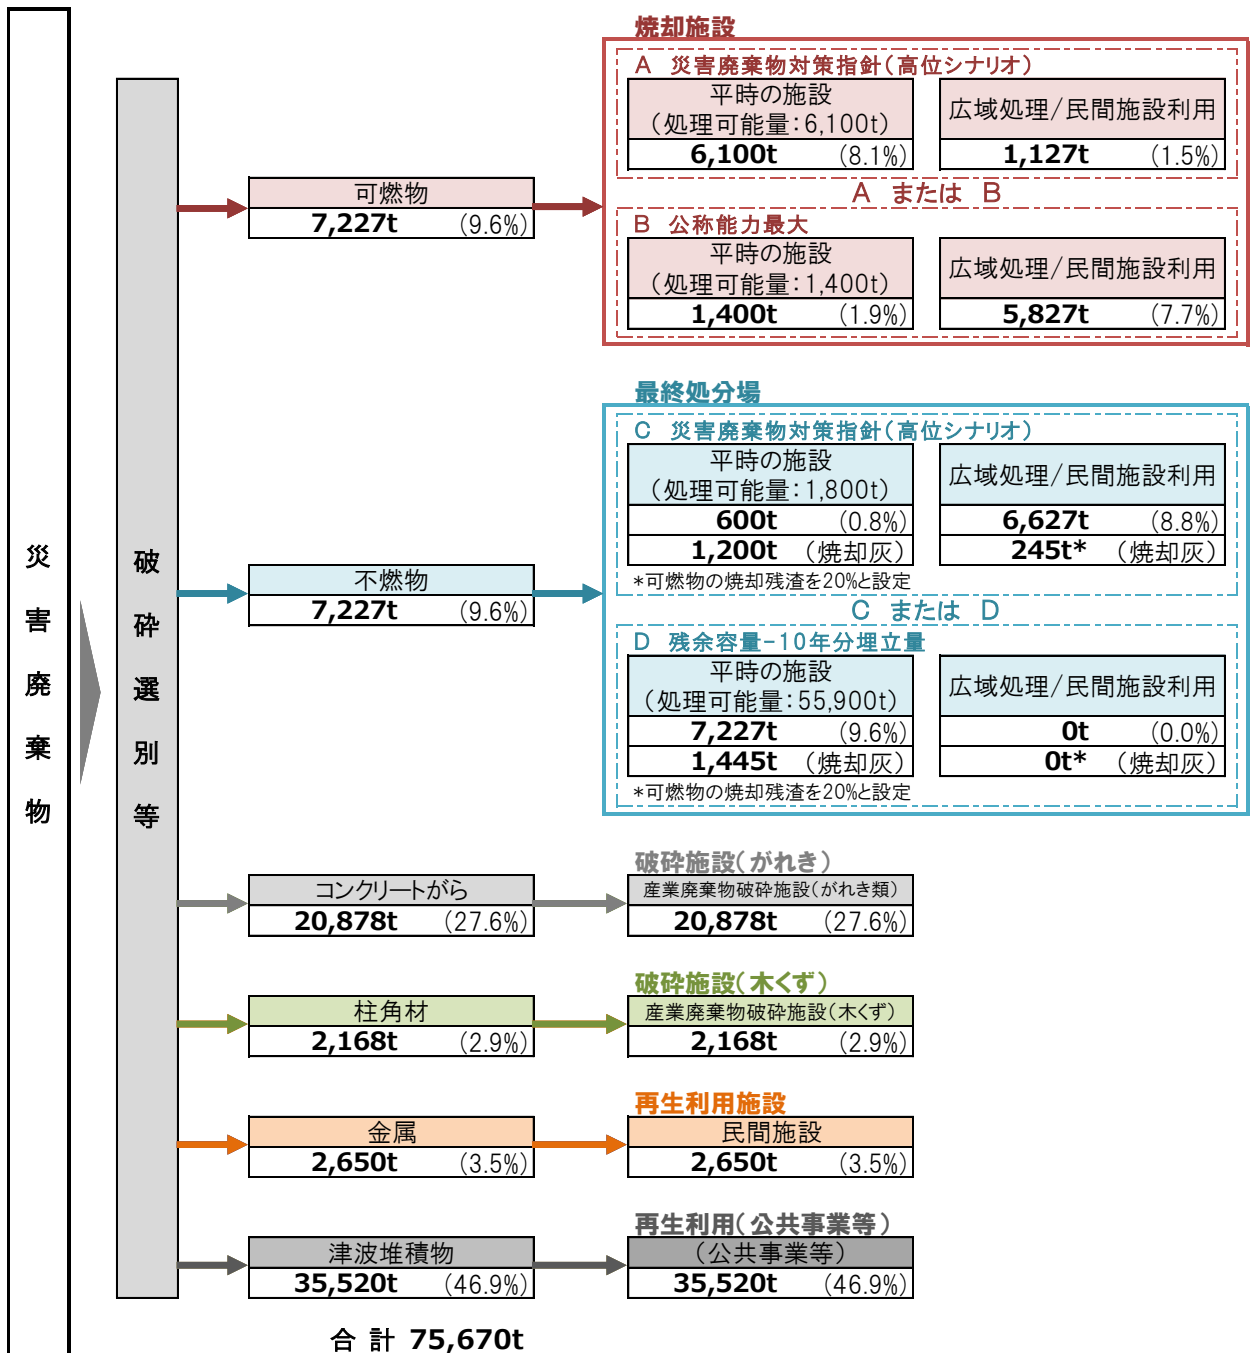 災害廃棄物
破砕選別等
焼却施設
A 災害廃棄物対策指針(高位シナリオ)
平時の施設
(処理可能量:6,100t)
6,100t (8.1%)
広域処理/民間施設利用
1,127t (1.5%)
A または B
B 公称能力最大
平時の施設
(処理可能量:1,400t)
1,400t (1.9%)
広域処理/民間施設利用
5,827t (7.7%)
可燃物
7,227t (9.6%)
最終処分場
C 災害廃棄物対策指針(高位シナリオ)
平時の施設
(処理可能量:1,800t)
600t (0.8%)
1,200t (焼却灰)
広域処理/民間施設利用
6,627t (8.8%)
245t* (焼却灰)
*可燃物の焼却残渣を20%と設定
C または D
D 残余容量-10年分埋立量
平時の施設
(処理可能量:55,900t)
7,227t (9.6%)
1,445t (焼却灰)
広域処理/民間施設利用
0t (0.0%)
0t* (焼却灰)
*可燃物の焼却残渣を20%と設定
不燃物
7,227t (9.6%)
破砕施設(がれき)
コンクリートがら
20,878t (27.6%)
産業廃棄物破砕施設(がれき類)
20,878t (27.6%)
破砕施設(木くず)
柱角材
2,168t (2.9%)
産業廃棄物破砕施設(木くず)
2,168t (2.9%)
再生利用施設
金属
2,650t (3.5%)
民間施設
2,650t (3.5%)
再生利用(公共事業等)
津波堆積物
35,520t (46.9%)
(公共事業等)
35,520t (46.9%)
合 計 75,670t